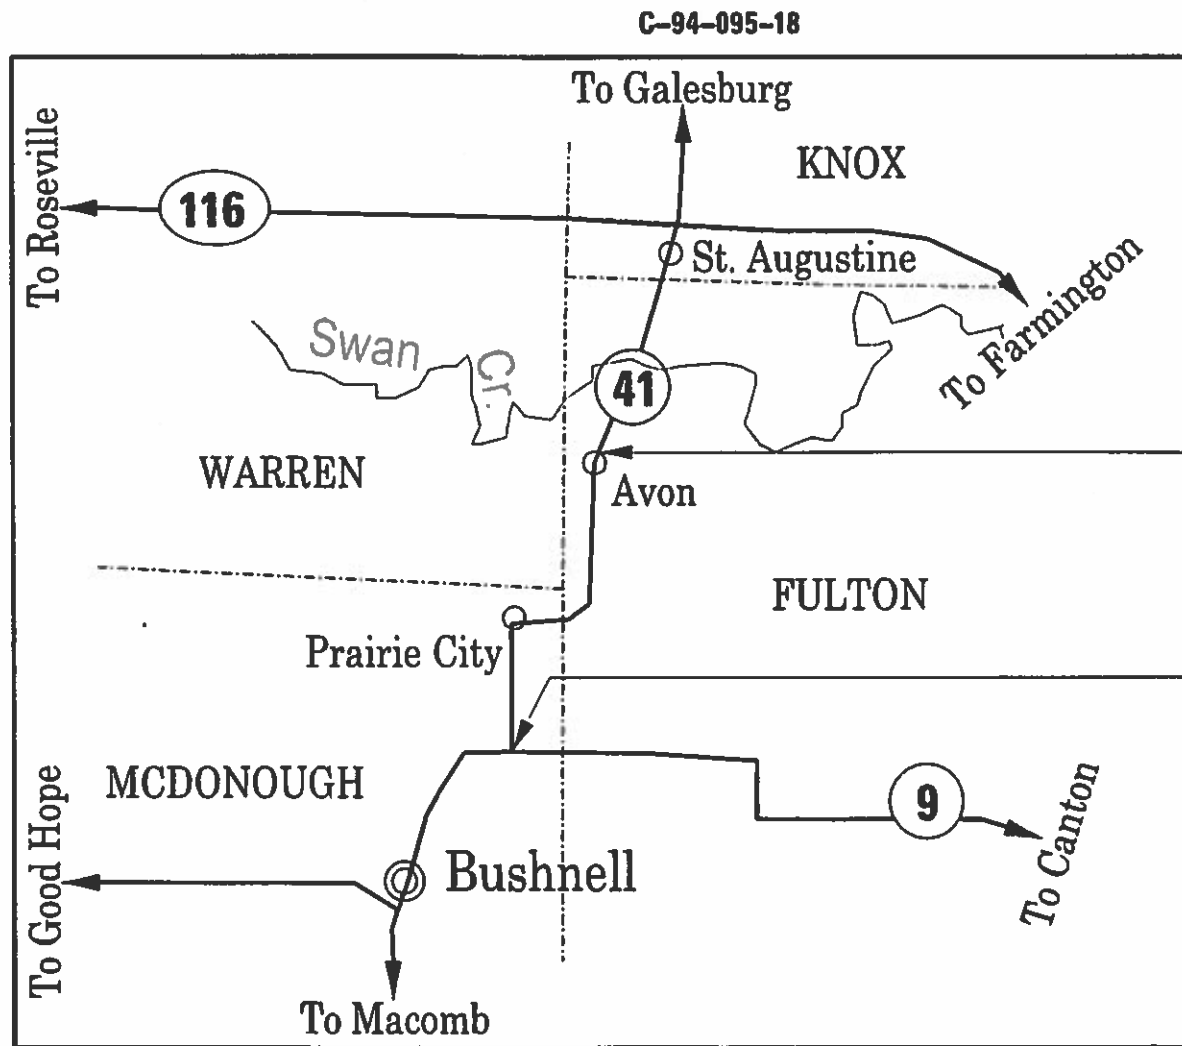 C-94-095-18
To Galesburg
KNOX
To Roseville
116
St. Augustine
To Farmington
Swan Cr.
41
WARREN
Avon
FULTON
Prairie City
MCDONOUGH
9
To Canton
To Good Hope
Bushnell
To Macomb